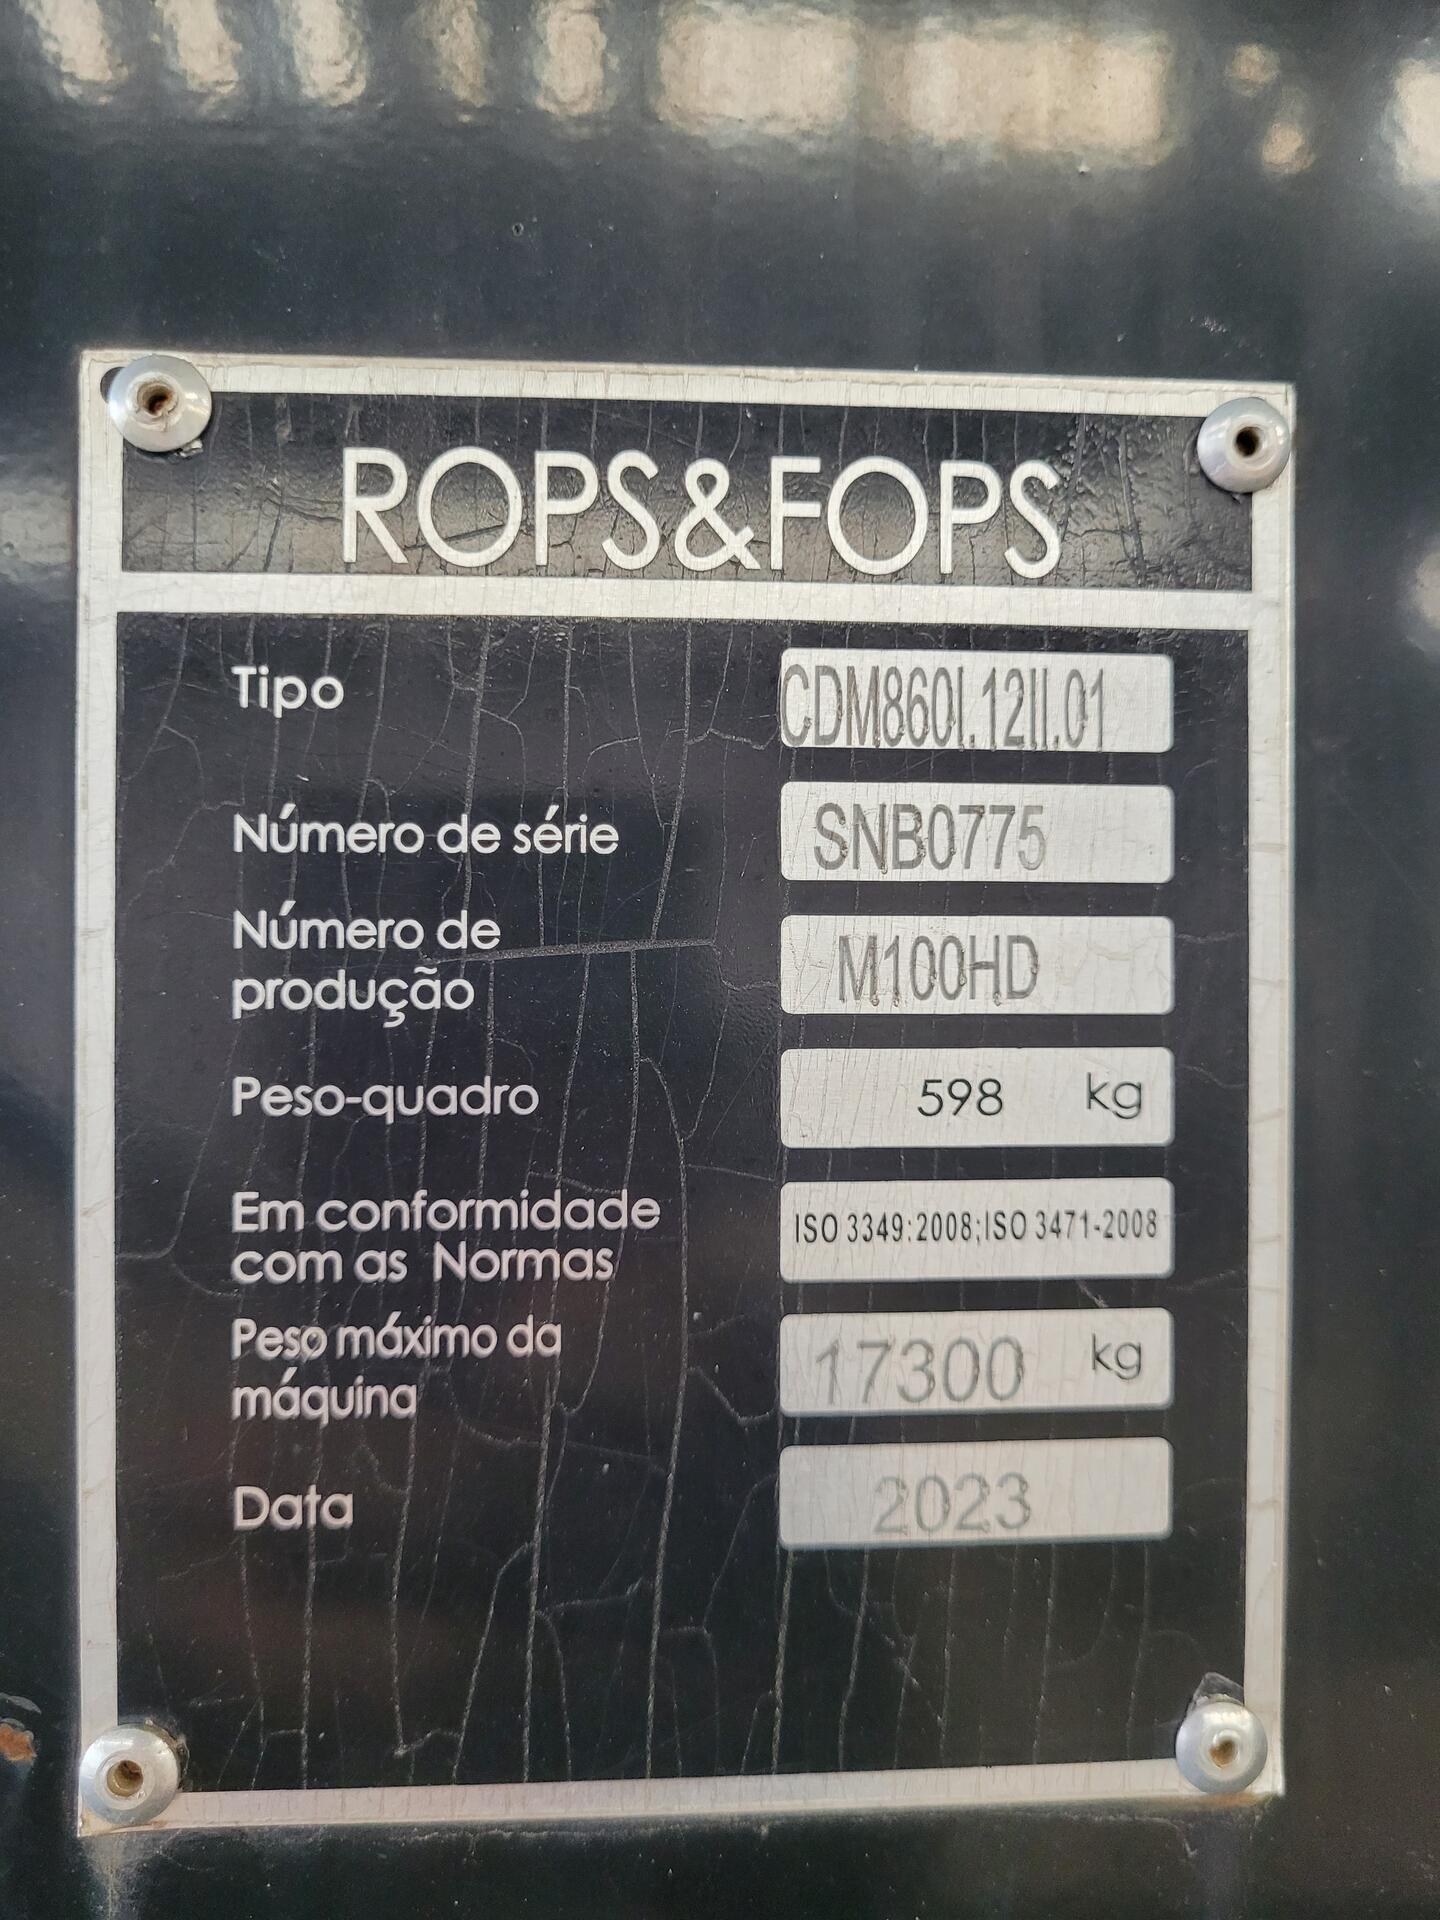 ROPS&FOPS
Tipo CDM860I.12II.01
Número de série SNB0775
Número de
produção M100HD
Peso-quadro 598 kg
Em conformidade
com as Normas ISO 3349:2008;ISO 3471-2008
Peso máximo da
máquina 17300 kg
Data 2023